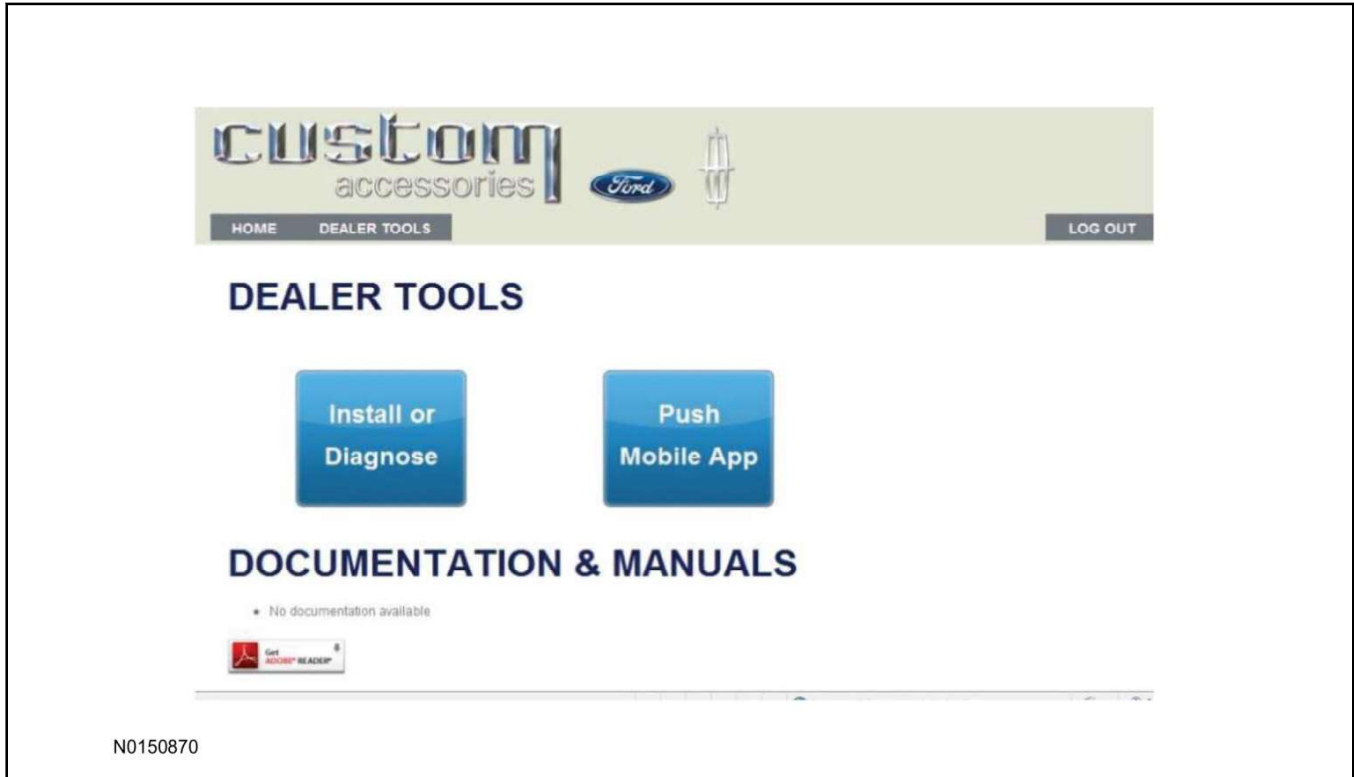 custom
accessories
Ford
HOME DEALER TOOLS LOG OUT
DEALER TOOLS
Install or
Diagnose
Push
Mobile App
DOCUMENTATION & MANUALS
• No documentation available
Get
ADOBE® READER®
N0150870